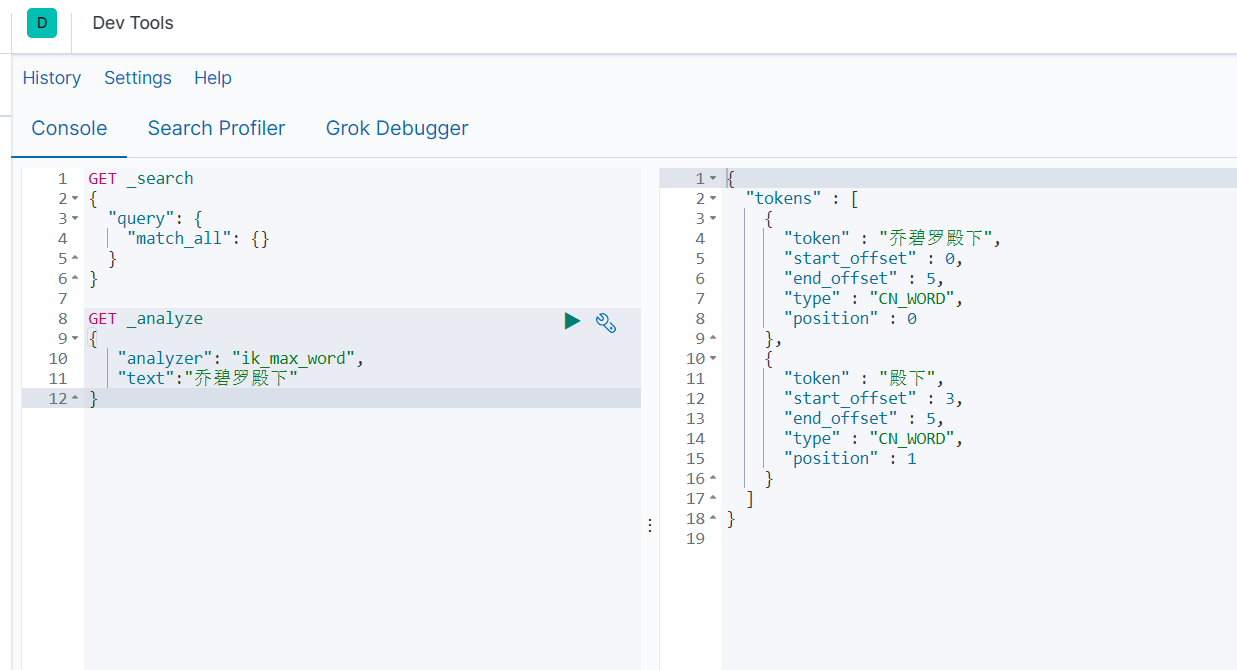 D Dev Tools
History Settings Help
Console Search Profiler Grok Debugger
1 GET _search
2 {
3 "query": {
4 "match_all": {}
5 }
6 }
7
8 GET _analyze
9 {
10 "analyzer": "ik_max_word",
11 "text":"乔碧罗殿下"
12 }
1 {
2 "tokens" : [
3 {
4 "token" : "乔碧罗殿下",
5 "start_offset" : 0,
6 "end_offset" : 5,
7 "type" : "CN_WORD",
8 "position" : 0
9 },
10 {
11 "token" : "殿下",
12 "start_offset" : 3,
13 "end_offset" : 5,
14 "type" : "CN_WORD",
15 "position" : 1
16 }
17 ]
18 }
19